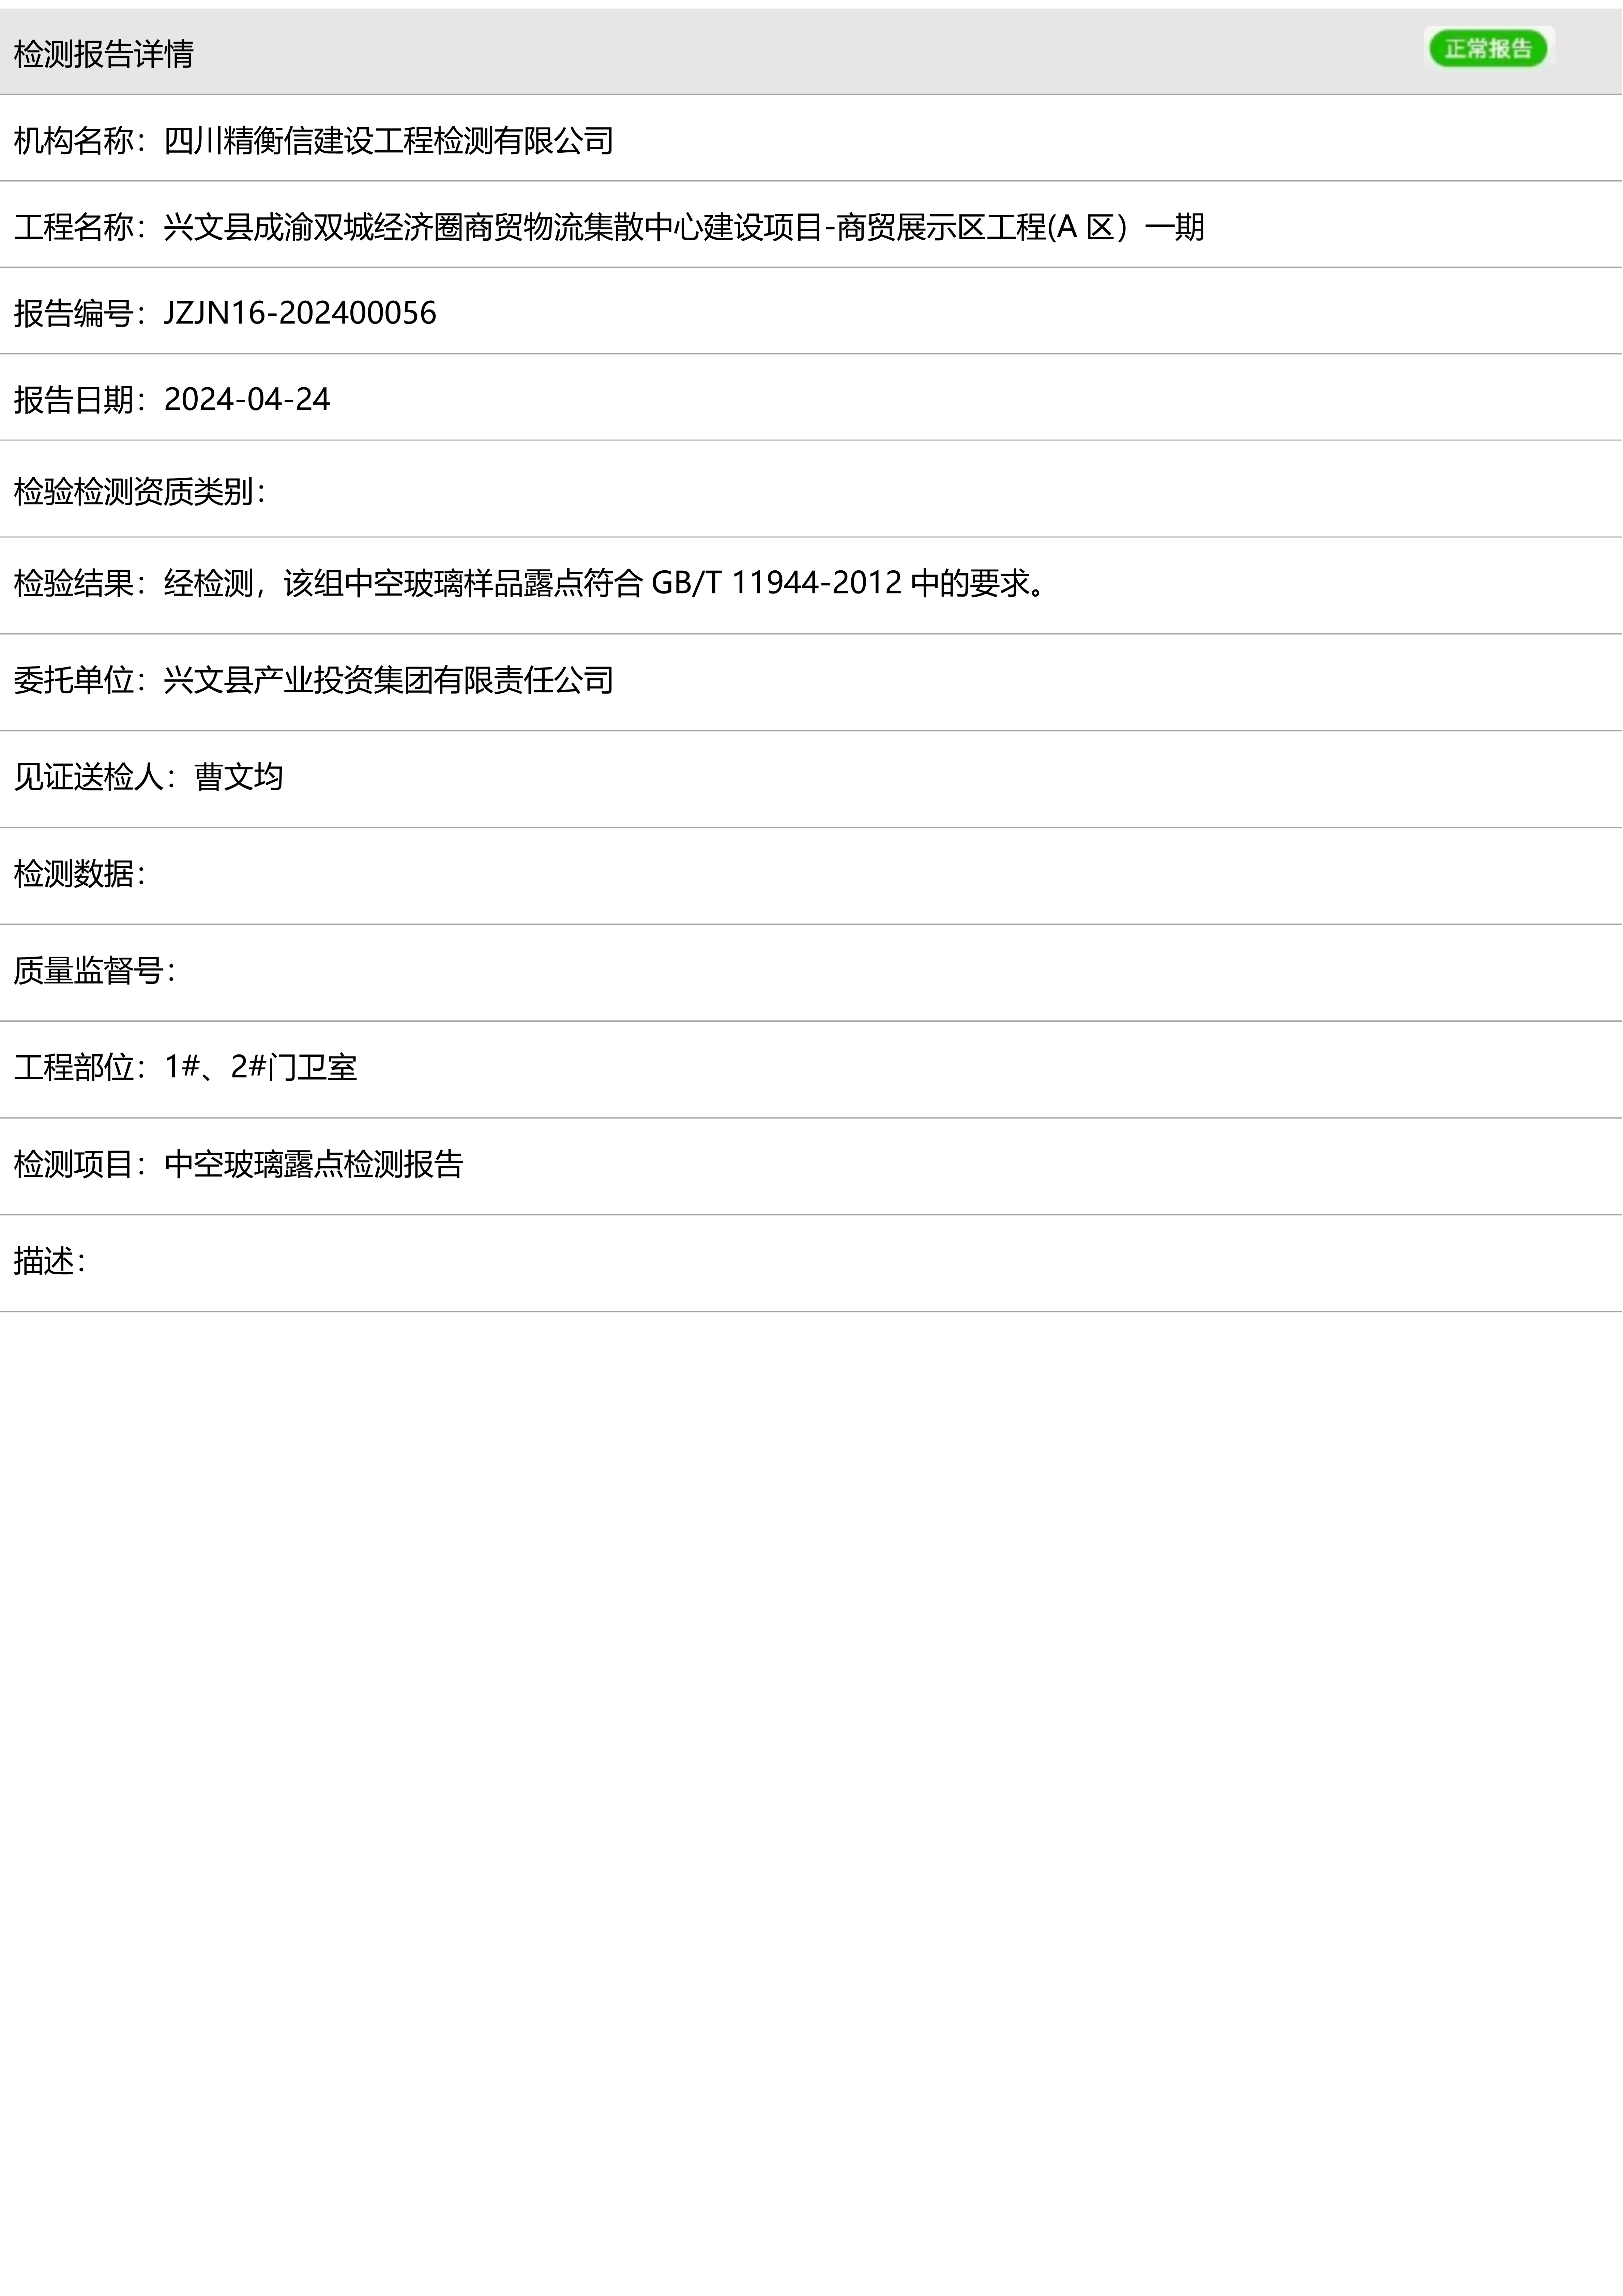 检测报告详情
正常报告
机构名称：四川精衡信建设工程检测有限公司
工程名称：兴文县成渝双城经济圈商贸物流集散中心建设项目-商贸展示区工程(A 区）一期
报告编号：JZJN16-202400056
报告日期：2024-04-24
检验检测资质类别：
检验结果：经检测，该组中空玻璃样品露点符合 GB/T 11944-2012 中的要求。
委托单位：兴文县产业投资集团有限责任公司
见证送检人：曹文均
检测数据：
质量监督号：
工程部位：1#、2#门卫室
检测项目：中空玻璃露点检测报告
描述：